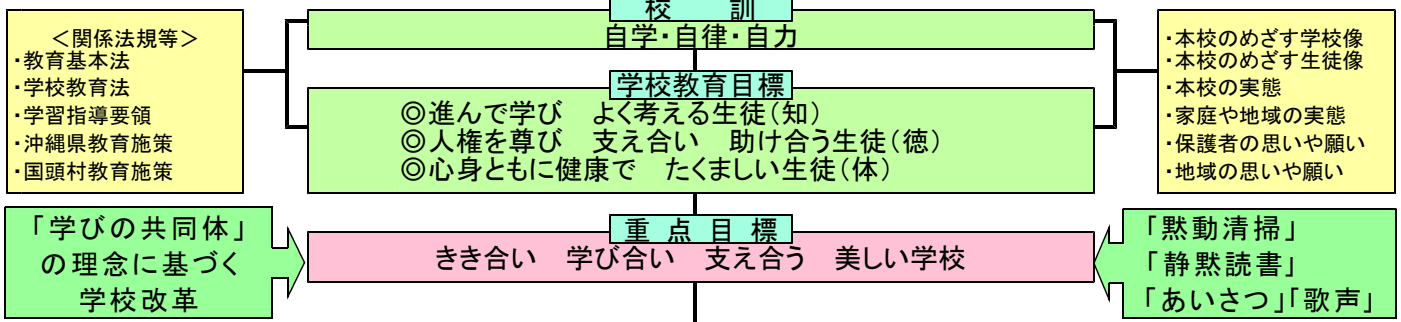 校 訓
自学・自律・自力
＜関係法規等＞
・教育基本法
・学校教育法
・学習指導要領
・沖縄県教育施策
・国頭村教育施策
学校教育目標
◎進んで学び よく考える生徒（知）
◎人権を尊び 支え合い 助け合う生徒（徳）
◎心身ともに健康で たくましい生徒（体）
・本校のめざす学校像
・本校のめざす生徒像
・本校の実態
・家庭や地域の実態
・保護者の思いや願い
・地域の思いや願い
「学びの共同体」
の理念に基づく
学校改革
重 点 目 標
きき合い 学び合い 支え合う 美しい学校
「黙動清掃」
「静黙読書」
「あいさつ」「歌声」